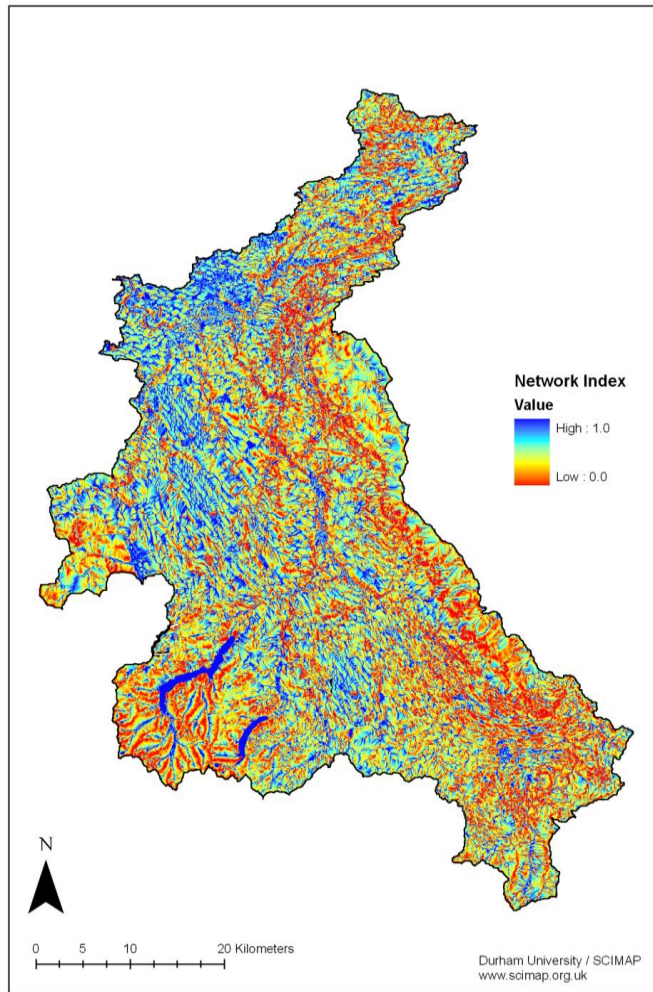 Network Index
Value
High : 1.0
Low : 0.0
N
0 5 10 20 Kilometers
Durham University / SCIMAP
www.scimap.org.uk